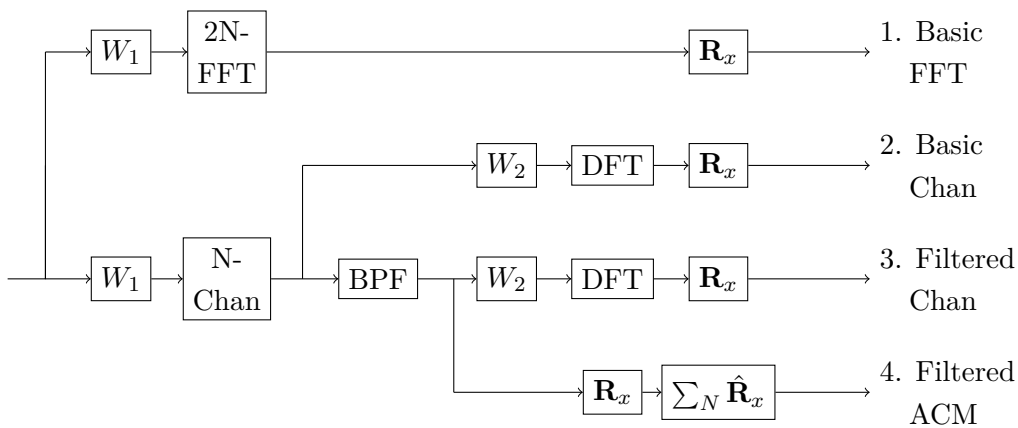 W₁
2N-
FFT
𝐑ₓ
1. Basic
FFT
W₂
DFT
𝐑ₓ
2. Basic
Chan
W₁
N-
Chan
BPF
W₂
DFT
𝐑ₓ
3. Filtered
Chan
𝐑ₓ
∑_N 𝐑̂ₓ
4. Filtered
ACM